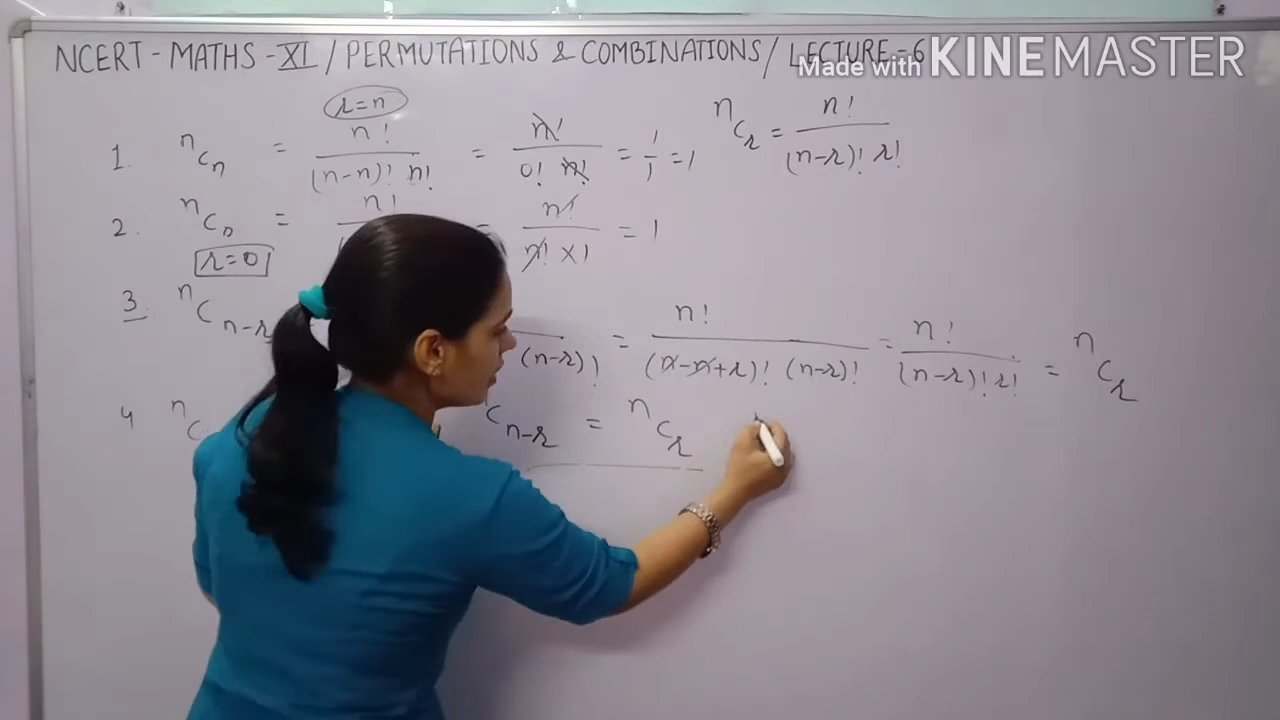 NCERT - MATHS - XI / PERMUTATIONS & COMBINATIONS / LECTURE - 6
Made with KINEMASTER
r = n
1. ⁿCₙ = n! / (n-n)! n! = n! / 0! n! = 1/1 = 1
ⁿCᵣ = n! / (n-r)! r!
2. ⁿC₀ = n! = n! / n! × 1 = 1
r = 0
3. ⁿCₙ₋ᵣ (n-r)! = n! / (n-n+r)! (n-r)! = n! / (n-r)! r! = ⁿCᵣ
4 ⁿC Cₙ₋ᵣ = ⁿCᵣ